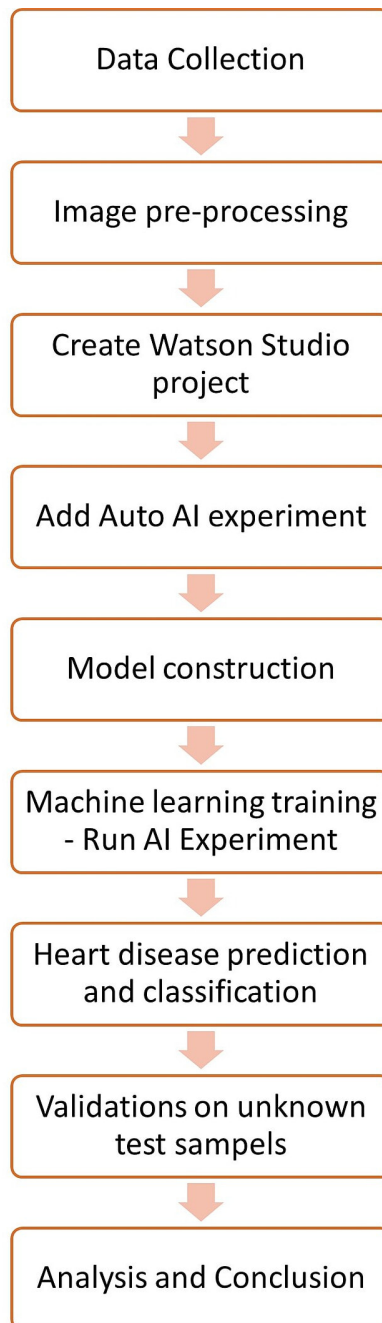 Data Collection
Image pre-processing
Create Watson Studio
project
Add Auto AI experiment
Model construction
Machine learning training
- Run AI Experiment
Heart disease prediction
and classification
Validations on unknown
test sampels
Analysis and Conclusion